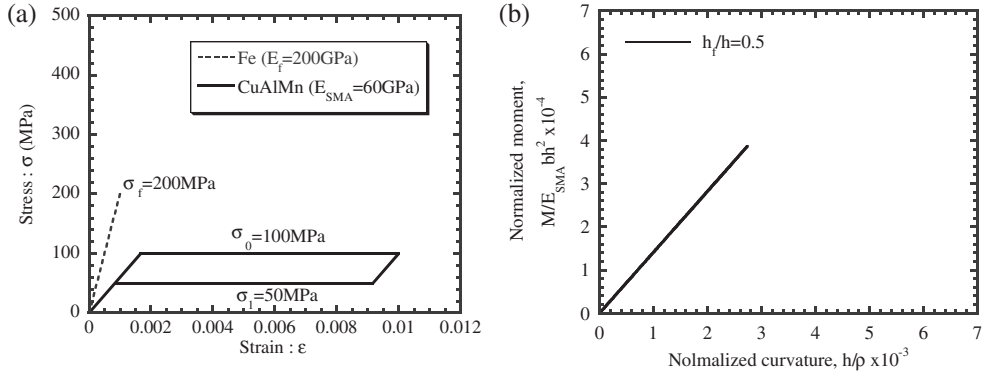 (a)
500
400
300
200
100
0
Stress : σ (MPa)
Fe (E_f=200GPa)
CuAlMn (E_SMA=60GPa)
σ_f=200MPa
σ_0=100MPa
σ_1=50MPa
0 0.002 0.004 0.006 0.008 0.01 0.012
Strain : ε
(b)
7
6
5
4
3
2
1
0
Normalized moment,
M/E_SMA bh² x10⁻⁴
h_f/h=0.5
0 1 2 3 4 5 6 7
Nolmalized curvature, h/ρ x10⁻³